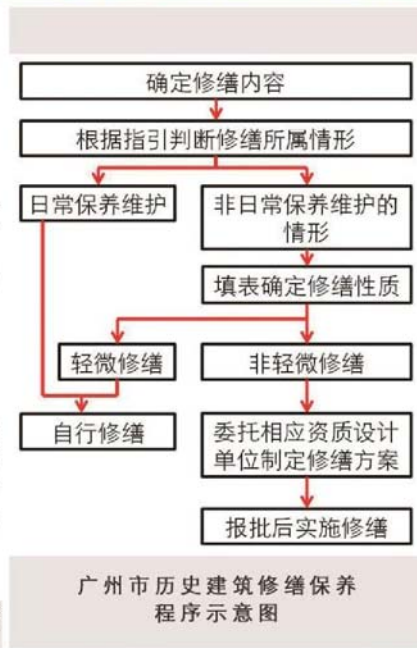 确定修缮内容
根据指引判断修缮所属情形
日常保养维护
非日常保养维护的
情形
填表确定修缮性质
轻微修缮
非轻微修缮
自行修缮
委托相应资质设计
单位制定修缮方案
报批后实施修缮
广州市历史建筑修缮保养
程序示意图